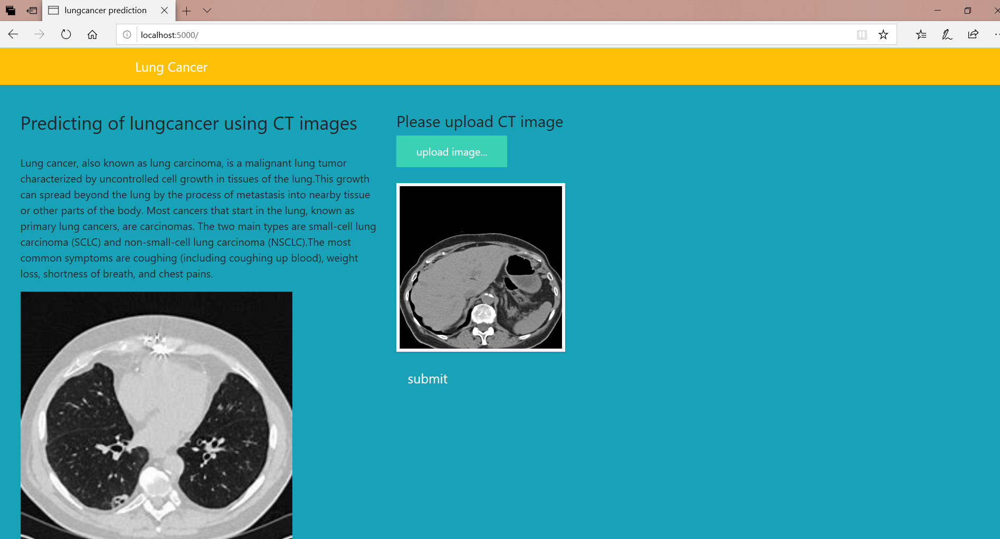 lungcancer prediction
localhost:5000/
Lung Cancer
Predicting of lungcancer using CT images
Lung cancer, also known as lung carcinoma, is a malignant lung tumor
characterized by uncontrolled cell growth in tissues of the lung.This growth
can spread beyond the lung by the process of metastasis into nearby tissue
or other parts of the body. Most cancers that start in the lung, known as
primary lung cancers, are carcinomas. The two main types are small-cell lung
carcinoma (SCLC) and non-small-cell lung carcinoma (NSCLC).The most
common symptoms are coughing (including coughing up blood), weight
loss, shortness of breath, and chest pains.
Please upload CT image
upload image...
submit